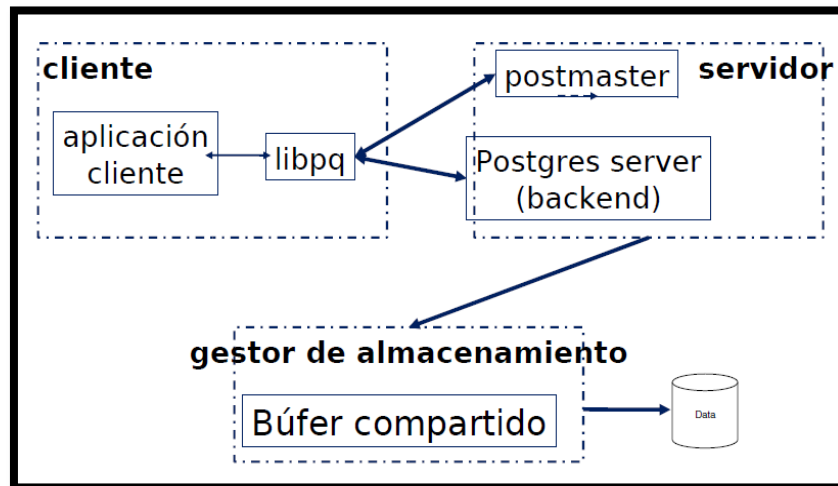 cliente
servidor
postmaster
aplicación
cliente
libpq
Postgres server
(backend)
gestor de almacenamiento
Búfer compartido
Data